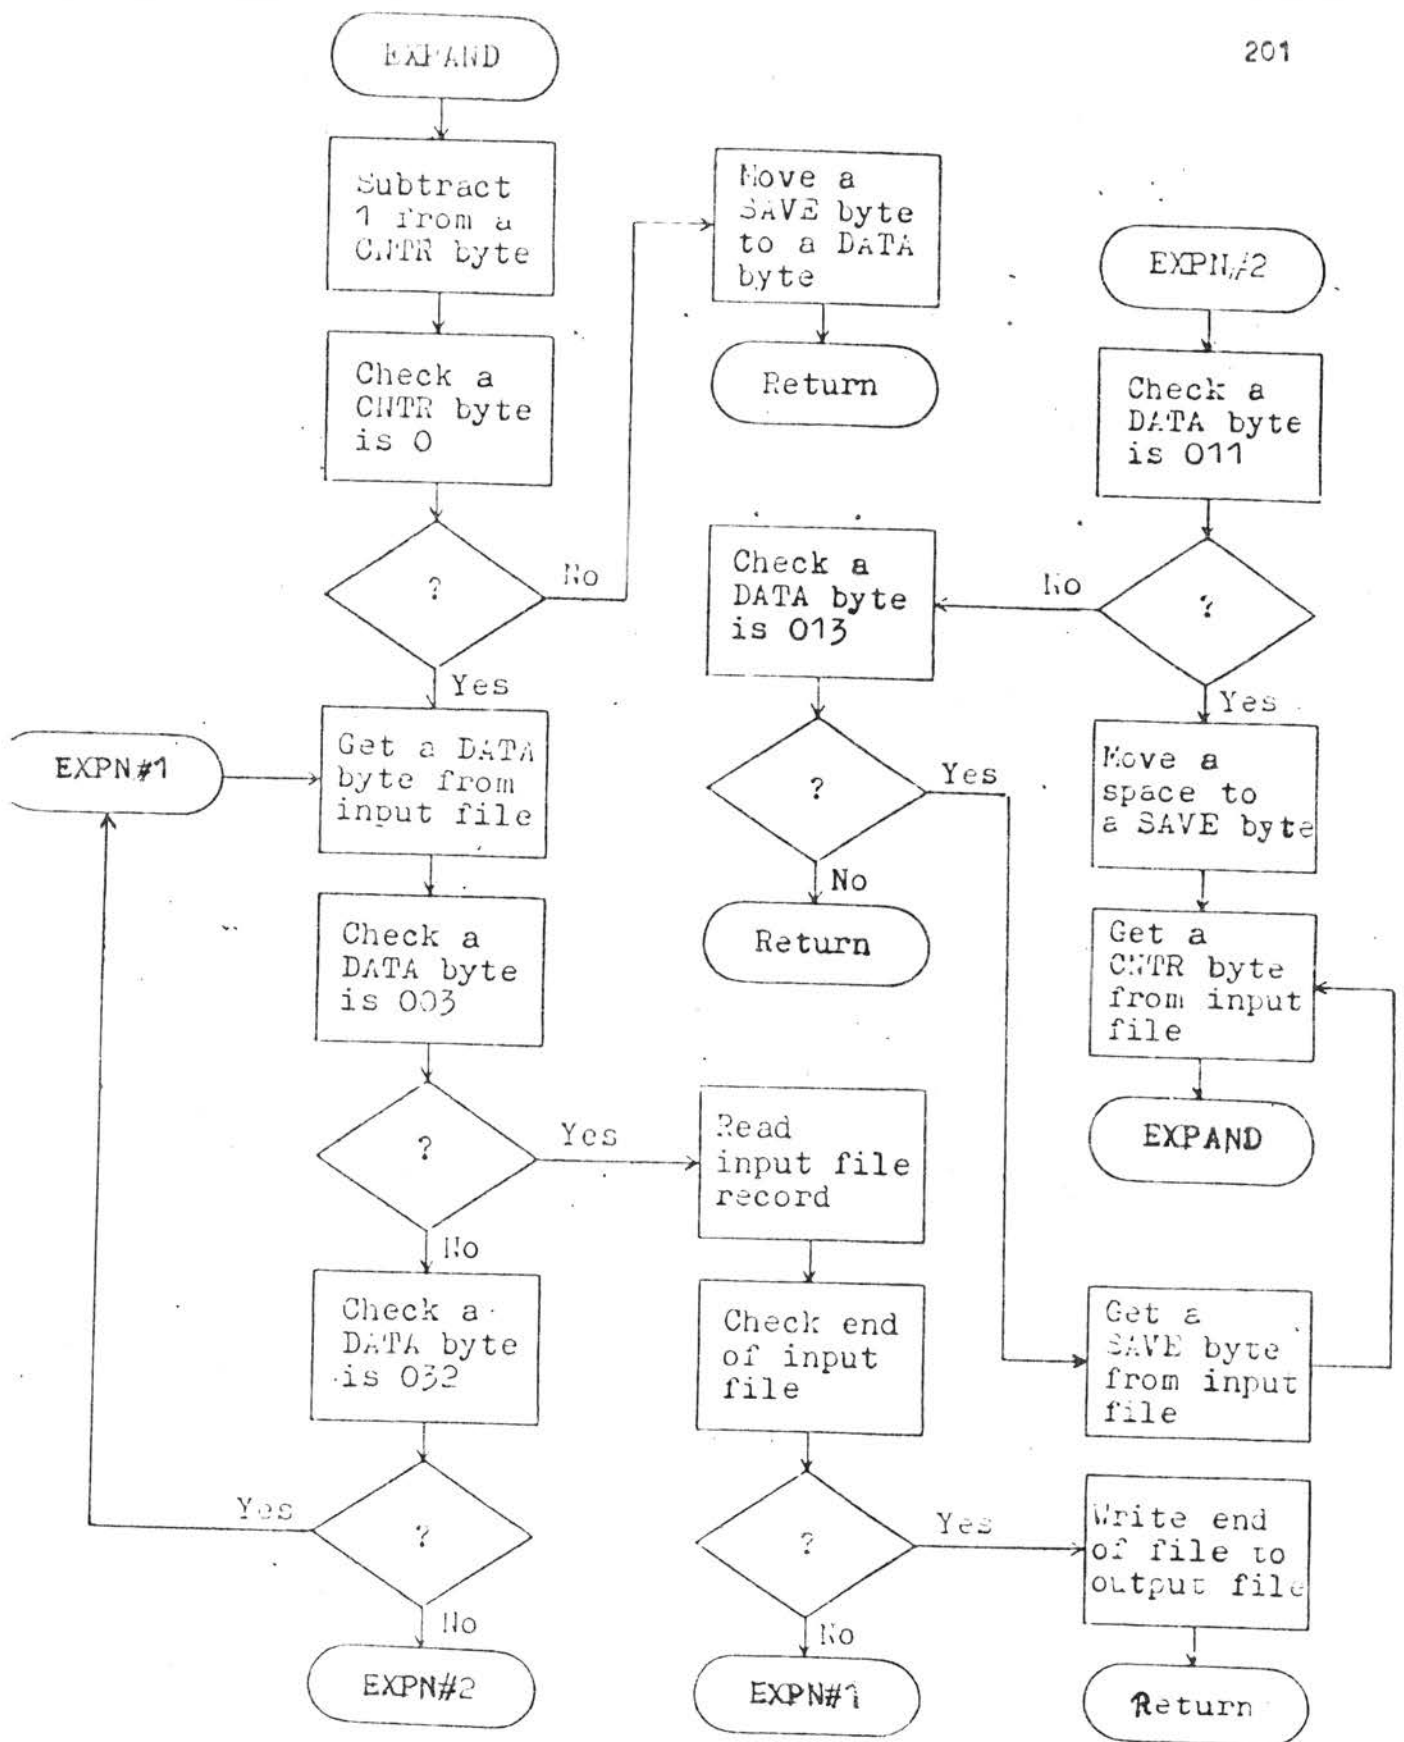 201
EXPAND
Subtract
1 from a
CNTR byte
Check a
CNTR byte
is 0
?
No
Yes
Move a
SAVE byte
to a DATA
byte
Return
EXPN#1
Get a DATA
byte from
input file
Check a
DATA byte
is 003
?
Yes
No
Check a
DATA byte
is 032
?
Yes
No
EXPN#2
Read
input file
record
Check end
of input
file
?
Yes
No
EXPN#1
Write end
of file to
output file
Return
EXPN#2
Check a
DATA byte
is 011
?
No
Yes
Check a
DATA byte
is 013
?
Yes
No
Return
Move a
space to
a SAVE byte
Get a
CNTR byte
from input
file
EXPAND
Get a
SAVE byte
from input
file